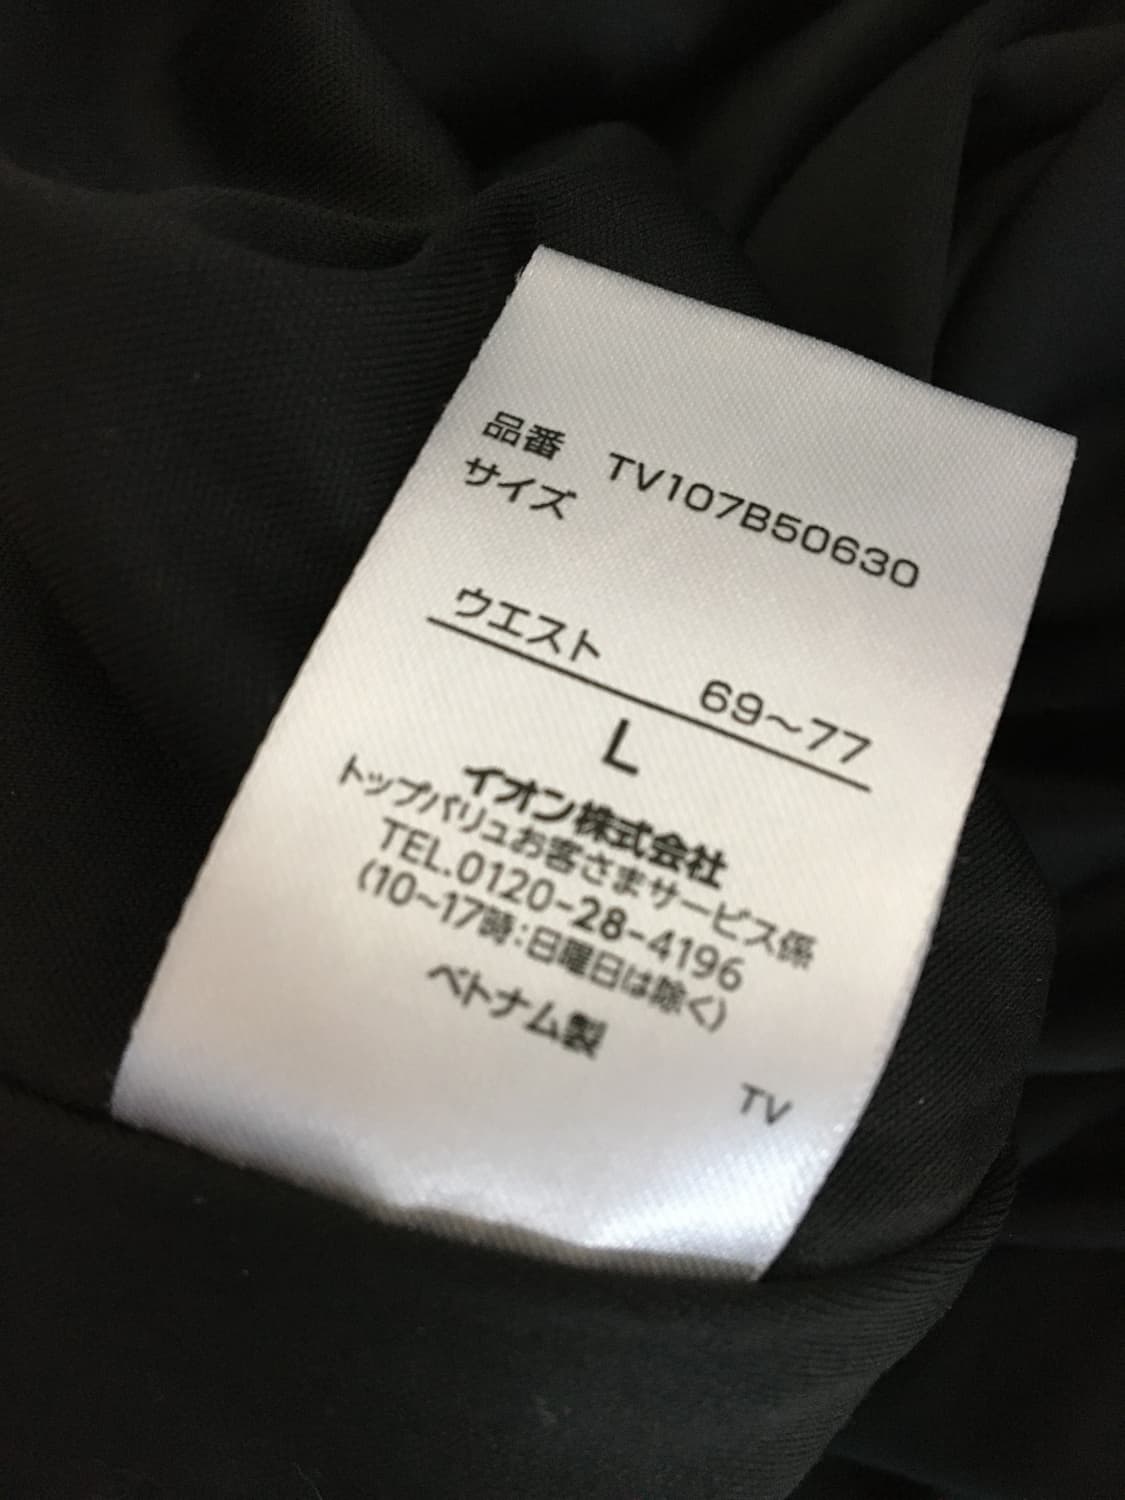 品番 TV107B50630
サイズ
ウエスト 69～77
L
イオン株式会社
トップバリュお客さまサービス係
TEL.0120-28-4196
(10~17時:日曜日は除く)
ベトナム製
TV